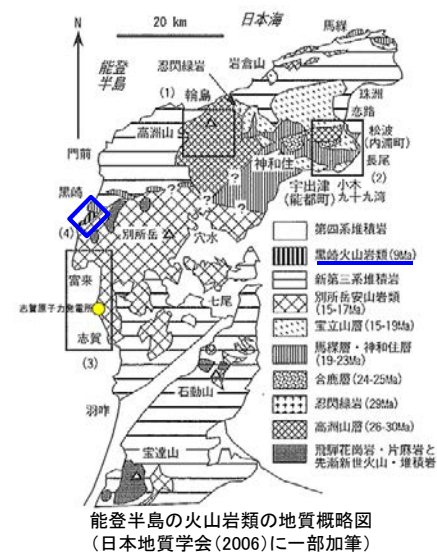 N
20 km
日本海
馬緤
能登
半島
忍閃緑岩
岩倉山
(1)
輪島
珠洲
高洲山
恋路
松波
(内浦町)
門前
神和住
長尾
(2)
宇出津
(能都町)
小木
九十九湾
黒崎
?
?
?
?
(4)
別所岳
穴水
富来
志賀原子力発電所
七尾
志賀
(3)
石動山
羽咋
宝達山
第四系堆積岩
黒崎火山岩類(9Ma)
新第三系堆積岩
別所岳安山岩類
(15-17Ma)
宝立山層(15-19Ma)
馬緤層・神和住層
(19-23Ma)
合鹿層(24-25Ma)
忍閃緑岩(29Ma)
高洲山層(26-30Ma)
飛騨花崗岩・片麻岩と
先漸新世火山・堆積岩
能登半島の火山岩類の地質概略図
(日本地質学会(2006)に一部加筆)